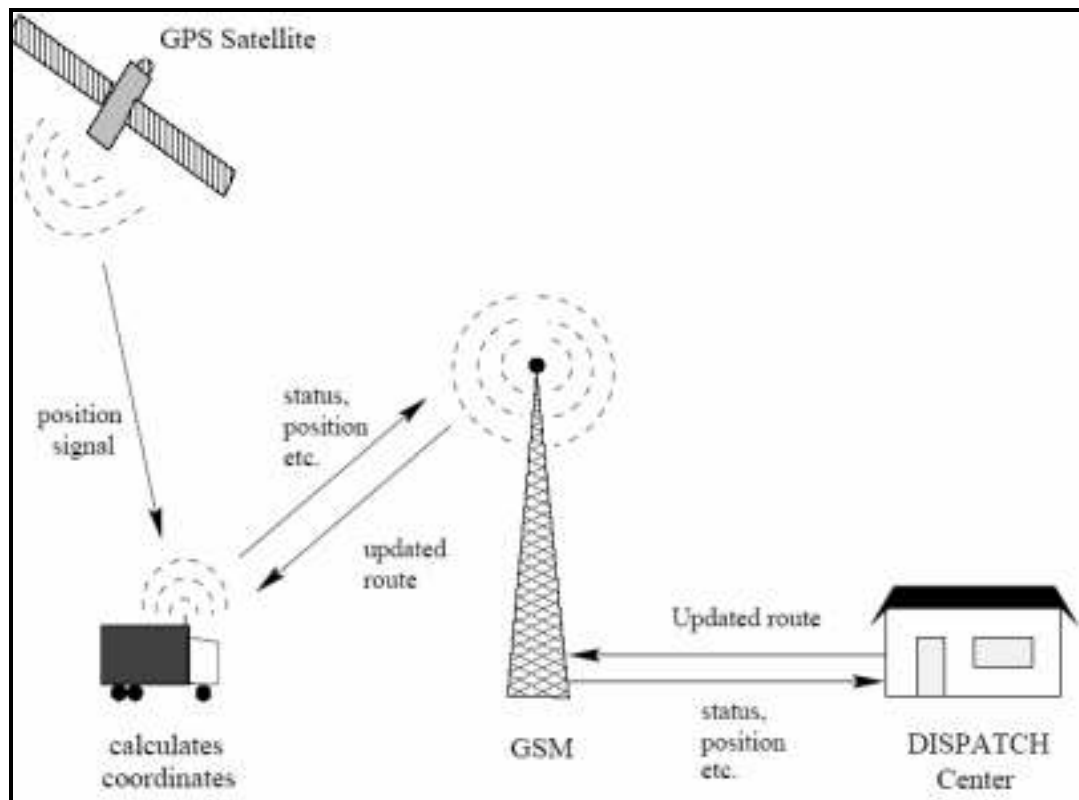 GPS Satellite
position
signal
status,
position
etc.
updated
route
calculates
coordinates
GSM
Updated route
status,
position
etc.
DISPATCH
Center